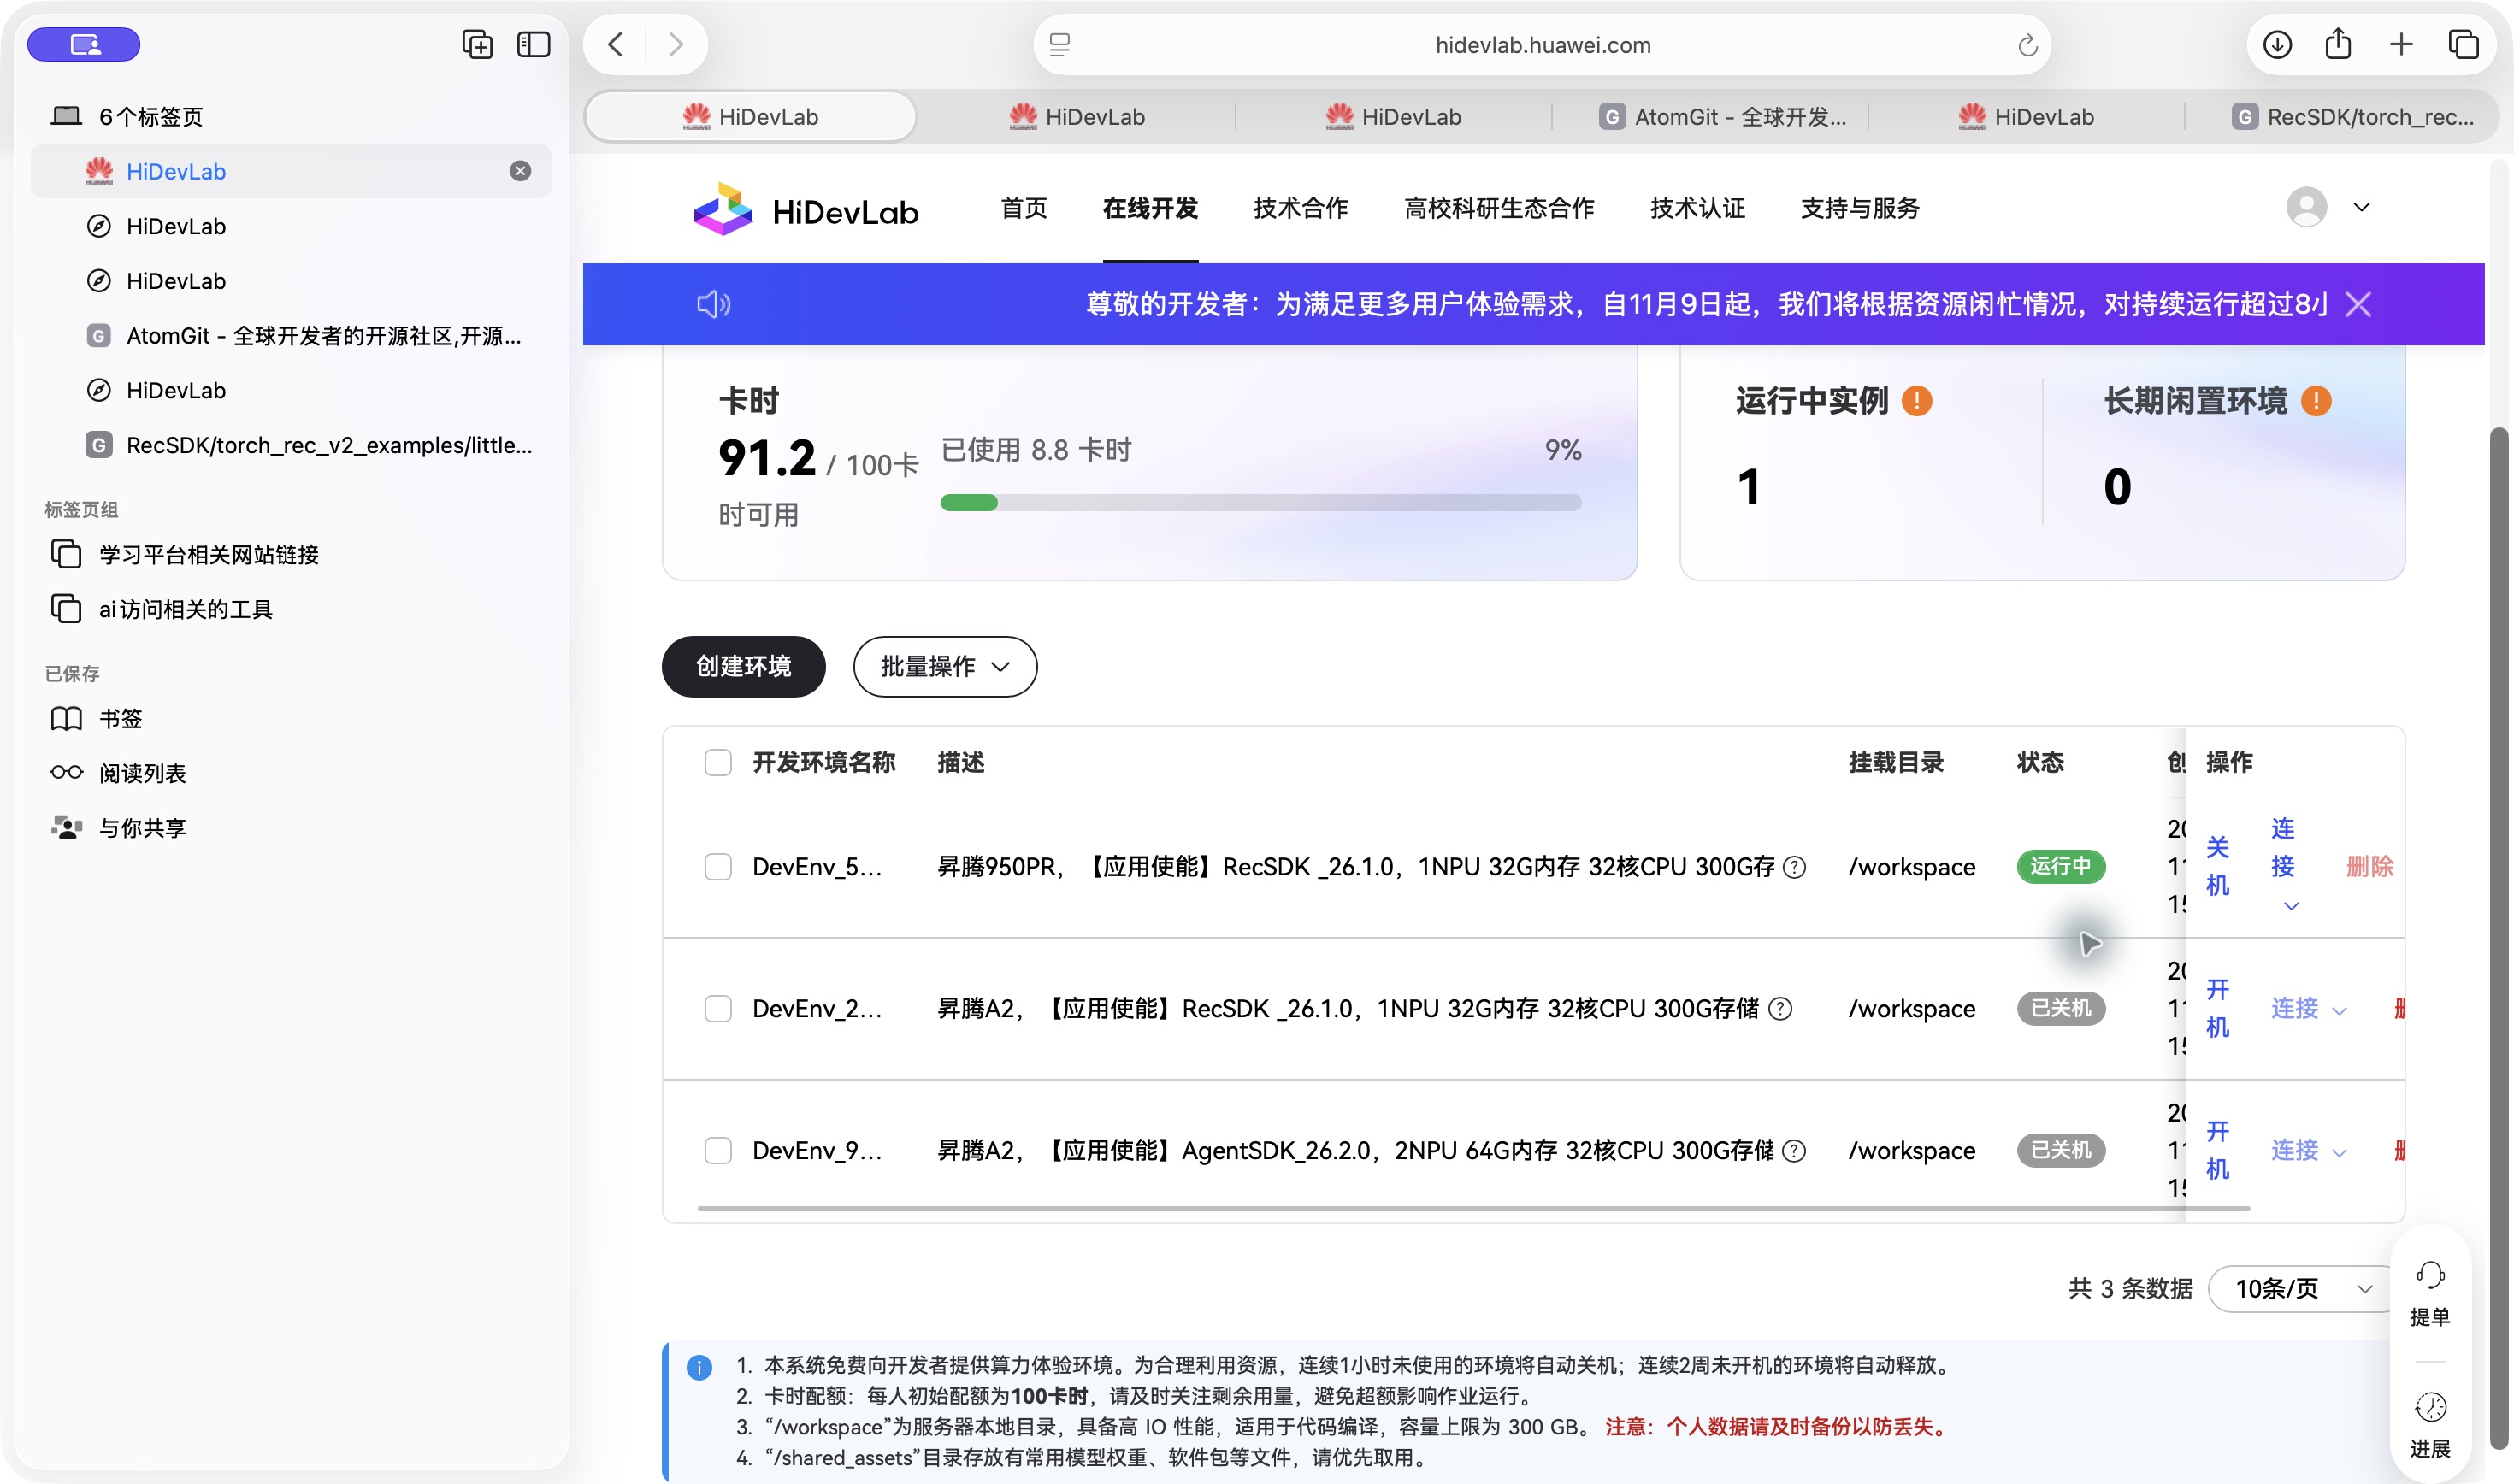 hidevlab.huawei.com
6个标签页
HiDevLab
HiDevLab
HiDevLab
AtomGit - 全球开发者的开源社区,开源...
HiDevLab
RecSDK/torch_rec_v2_examples/little...
标签页组
学习平台相关网站链接
ai访问相关的工具
已保存
书签
阅读列表
与你共享
HiDevLab
HiDevLab
HiDevLab
AtomGit - 全球开发...
HiDevLab
RecSDK/torch_rec...
HiDevLab 首页 在线开发 技术合作 高校科研生态合作 技术认证 支持与服务
尊敬的开发者：为满足更多用户体验需求，自11月9日起，我们将根据资源闲忙情况，对持续运行超过8小
卡时
91.2 / 100卡
时可用
已使用 8.8 卡时 9%
运行中实例
1
长期闲置环境
0
创建环境 批量操作
开发环境名称 描述 挂载目录 状态 创 操作
DevEnv_5... 昇腾950PR，【应用使能】RecSDK _26.1.0，1NPU 32G内存 32核CPU 300G存 /workspace 运行中 关机 连接 删除
DevEnv_2... 昇腾A2，【应用使能】RecSDK _26.1.0，1NPU 32G内存 32核CPU 300G存储 /workspace 已关机 开机 连接
DevEnv_9... 昇腾A2，【应用使能】AgentSDK_26.2.0，2NPU 64G内存 32核CPU 300G存储 /workspace 已关机 开机 连接
共 3 条数据 10条/页
提单
进展
1. 本系统免费向开发者提供算力体验环境。为合理利用资源，连续1小时未使用的环境将自动关机；连续2周未开机的环境将自动释放。
2. 卡时配额：每人初始配额为100卡时，请及时关注剩余用量，避免超额影响作业运行。
3. “/workspace”为服务器本地目录，具备高 IO 性能，适用于代码编译，容量上限为 300 GB。 注意：个人数据请及时备份以防丢失。
4. “/shared_assets”目录存放有常用模型权重、软件包等文件，请优先取用。